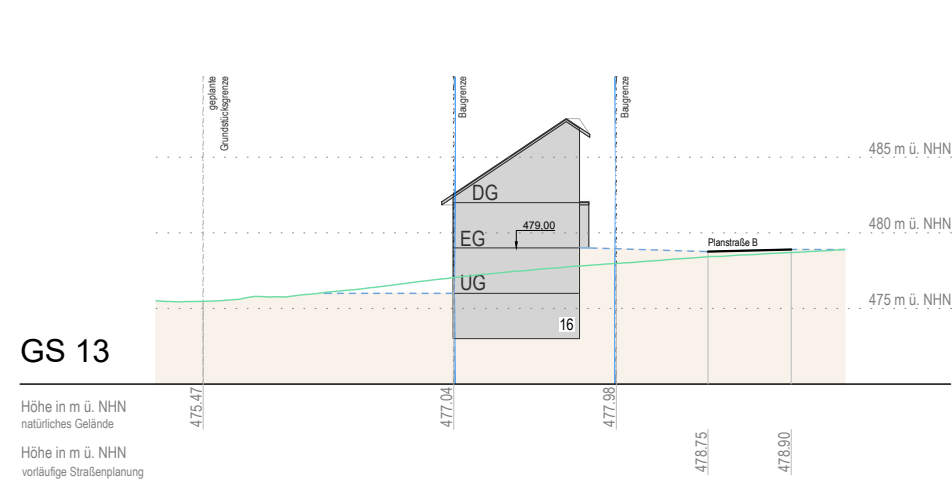 geplante
Grundstücksgrenze
Baugrenze
Baugrenze
485 m ü. NHN
DG
479,00
480 m ü. NHN
EG
Planstraße B
UG
475 m ü. NHN
16
GS 13
Höhe in m ü. NHN
natürliches Gelände
475.47
477.04
477.98
Höhe in m ü. NHN
vorläufige Straßenplanung
478.75
478.90